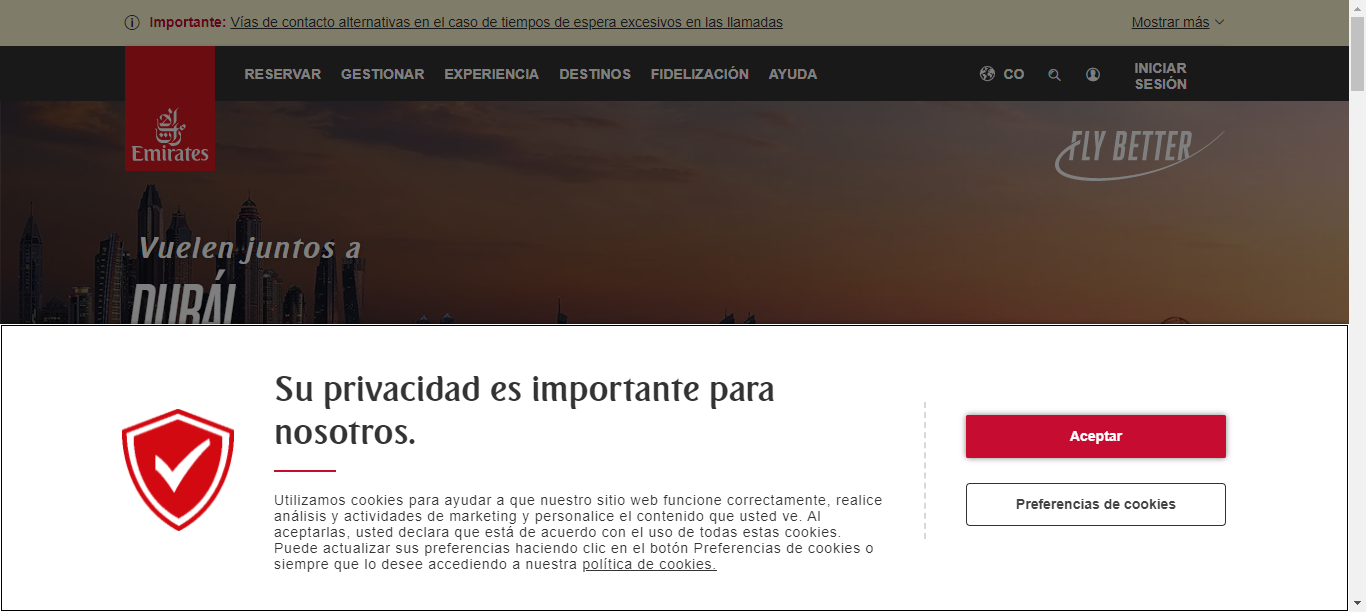 Importante: Vías de contacto alternativas en el caso de tiempos de espera excesivos en las llamadas
Mostrar más
RESERVAR GESTIONAR EXPERIENCIA DESTINOS FIDELIZACIÓN AYUDA
CO
INICIAR
SESIÓN
Emirates
FLY BETTER
Vuelen juntos a
DUBÁI
Su privacidad es importante para
nosotros.
Utilizamos cookies para ayudar a que nuestro sitio web funcione correctamente, realice
análisis y actividades de marketing y personalice el contenido que usted ve. Al
aceptarlas, usted declara que está de acuerdo con el uso de todas estas cookies.
Puede actualizar sus preferencias haciendo clic en el botón Preferencias de cookies o
siempre que lo desee accediendo a nuestra política de cookies.
Aceptar
Preferencias de cookies